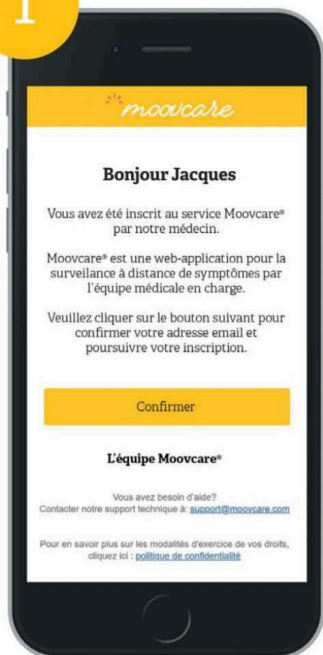 1
moovcare
Bonjour Jacques
Vous avez été inscrit au service Moovcare®
par notre médecin.
Moovcare® est une web-application pour la
surveilance à distance de symptômes par
l'équipe médicale en charge.
Veuillez cliquer sur le bouton suivant pour
confirmer votre adresse email et
poursuivre votre inscription.
Confirmer
L'équipe Moovcare®
Vous avez besoin d'aide?
Contacter notre support technique à: support@moovcare.com
Pour en savoir plus sur les modalités d'exercice de vos droits,
cliquez ici : politique de confidentialité